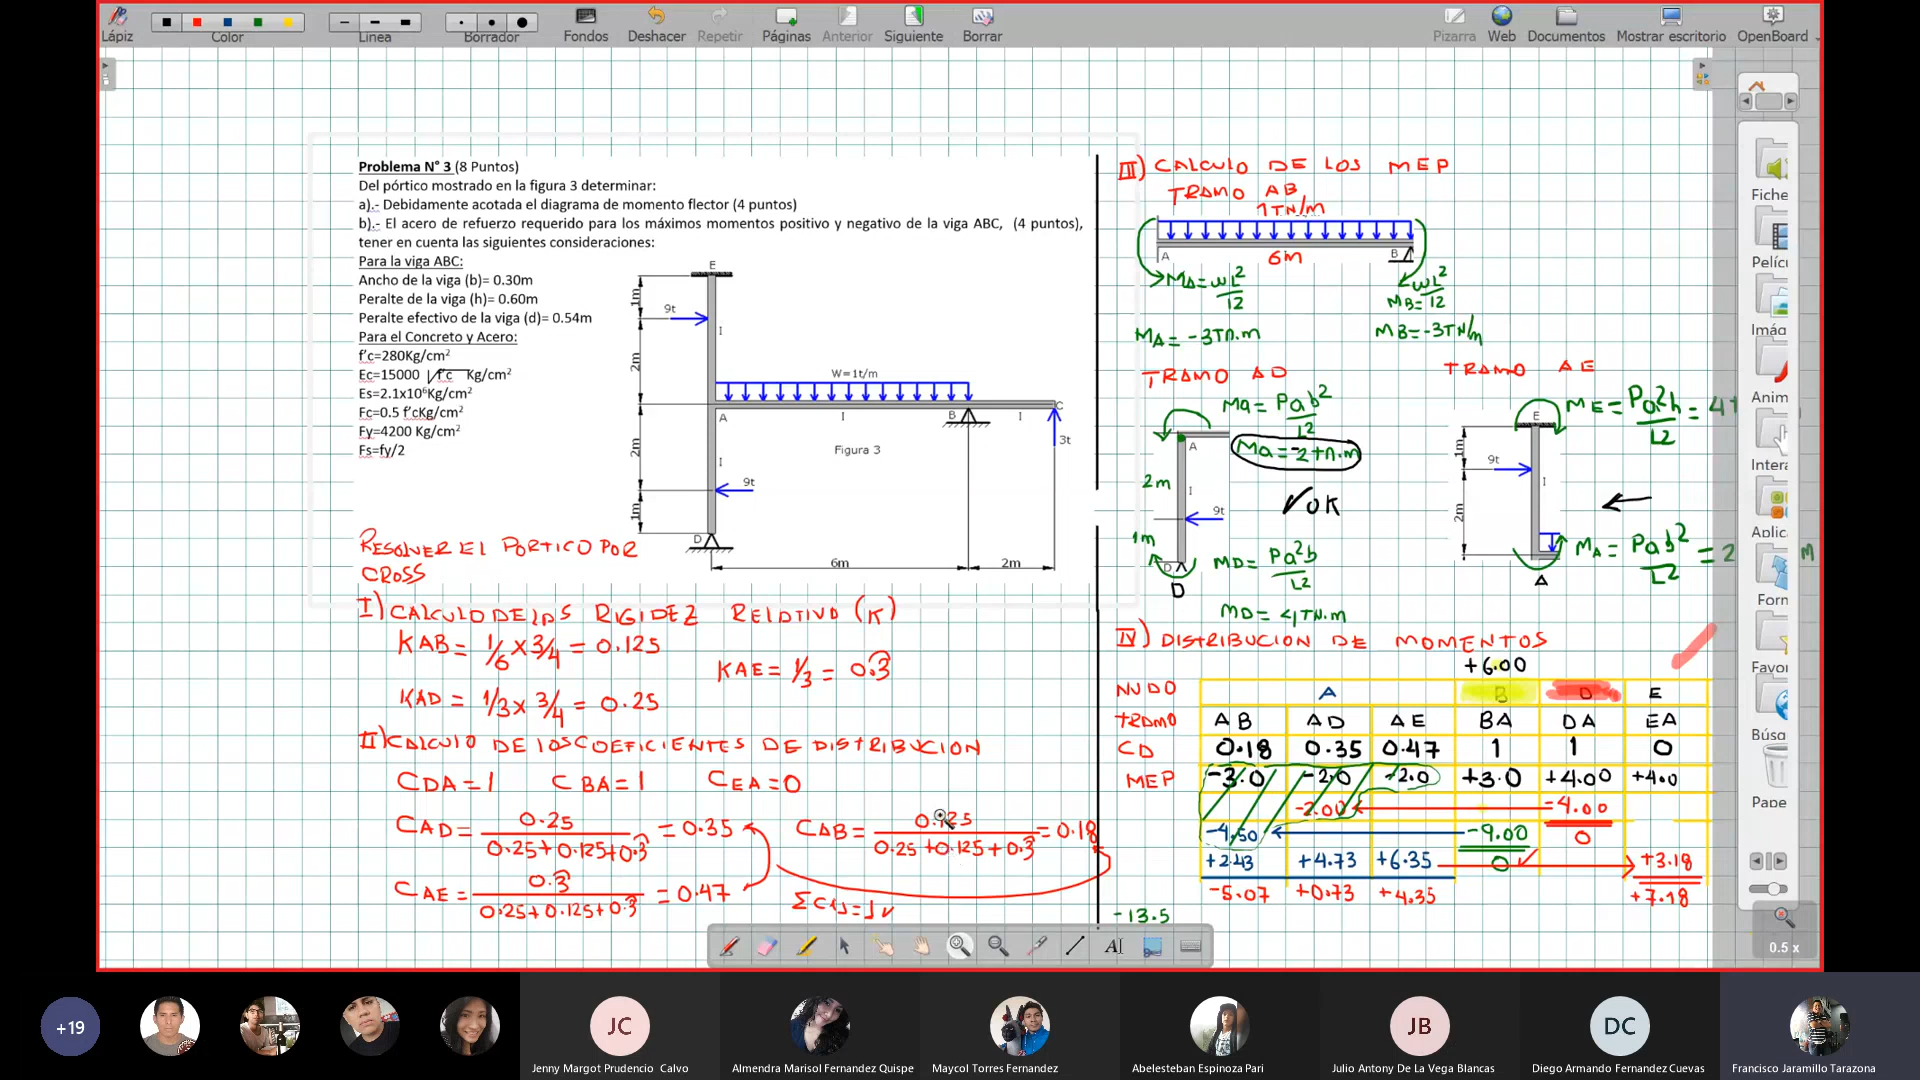 Lápiz
Color
Línea
Borrador
Fondos
Deshacer
Repetir
Páginas
Anterior
Siguiente
Borrar
Pizarra
Web
Documentos
Mostrar escritorio
OpenBoard
Problema N° 3 (8 Puntos)
Del pórtico mostrado en la figura 3 determinar:
a).- Debidamente acotada el diagrama de momento flector (4 puntos)
b).- El acero de refuerzo requerido para los máximos momentos positivo y negativo de la viga ABC, (4 puntos),
tener en cuenta las siguientes consideraciones:
Para la viga ABC:
Ancho de la viga (b)= 0.30m
Peralte de la viga (h)= 0.60m
Peralte efectivo de la viga (d)= 0.54m
Para el Concreto y Acero:
f'c=280Kg/cm²
Ec=15000 √f'c Kg/cm²
Es=2.1x10⁶Kg/cm²
Fc=0.5 f'cKg/cm²
Fy=4200 Kg/cm²
Fs=fy/2
E
1m
9t
I
2m
W=1t/m
A
I
B
I
C
3t
2m
I
Figura 3
9t
1m
D
6m
2m
RESOLVER EL PORTICO POR
CROSS
I) CALCULO DE LAS RIGIDEZ RELATIVO (K)
KAB= 1/6 x 3/4 = 0.125
KAE= 1/3 = 0.3
KAD = 1/3 x 3/4 = 0.25
II) CALCULO DE LOS COEFICIENTES DE DISTRIBUCION
CDA=1 CBA=1 CEA=0
CAD= 0.25 / 0.25+0.125+0.3 = 0.35
CAB= 0.125 / 0.25+0.125+0.3 = 0.18
CAE= 0.3 / 0.25+0.125+0.3 = 0.47
III) CALCULO DE LOS MEP
TRAMO AB
1TN/m
A
6m
B
MA= WL²/12
MB= WL²/12
MA= -3TN.m
MB= -3TN/m
TRAMO AD
TRAMO AE
Ma= Pab²/L²
Ma= -2tn.m
A
2m
I
9t
1m
D
D
✓OK
MD= Pa²b/L²
MD= 4TN.m
E
1m
9t
I
2m
A
ME= Pa²b/L² = 4
MA= Pab²/L² = 2
M
IV) DISTRIBUCION DE MOMENTOS
+6.00
NUDO A B D E
TRAMO AB AD AE BA DA EA
CD 0.18 0.35 0.47 1 1 0
MEP -3.0 -2.0 -2.0 +3.0 +4.00 +4.0
-2.00 -4.00
-4.50 -9.00 0
+2.43 +4.73 +6.35 0 +3.18
-5.07 +0.73 +4.35 +7.18
-13.5
Fiche
Pelícu
Imág
Anim
Intera
Aplica
Form
Favor
Búsqu
Pape
0.5 x
+19
JC
JB
DC
Jenny Margot Prudencio Calvo
Almendra Marisol Fernandez Quispe
Maycol Torres Fernandez
Abelesteban Espinoza Pari
Julio Antony De La Vega Blancas
Diego Armando Fernandez Cuevas
Francisco Jaramillo Tarazona